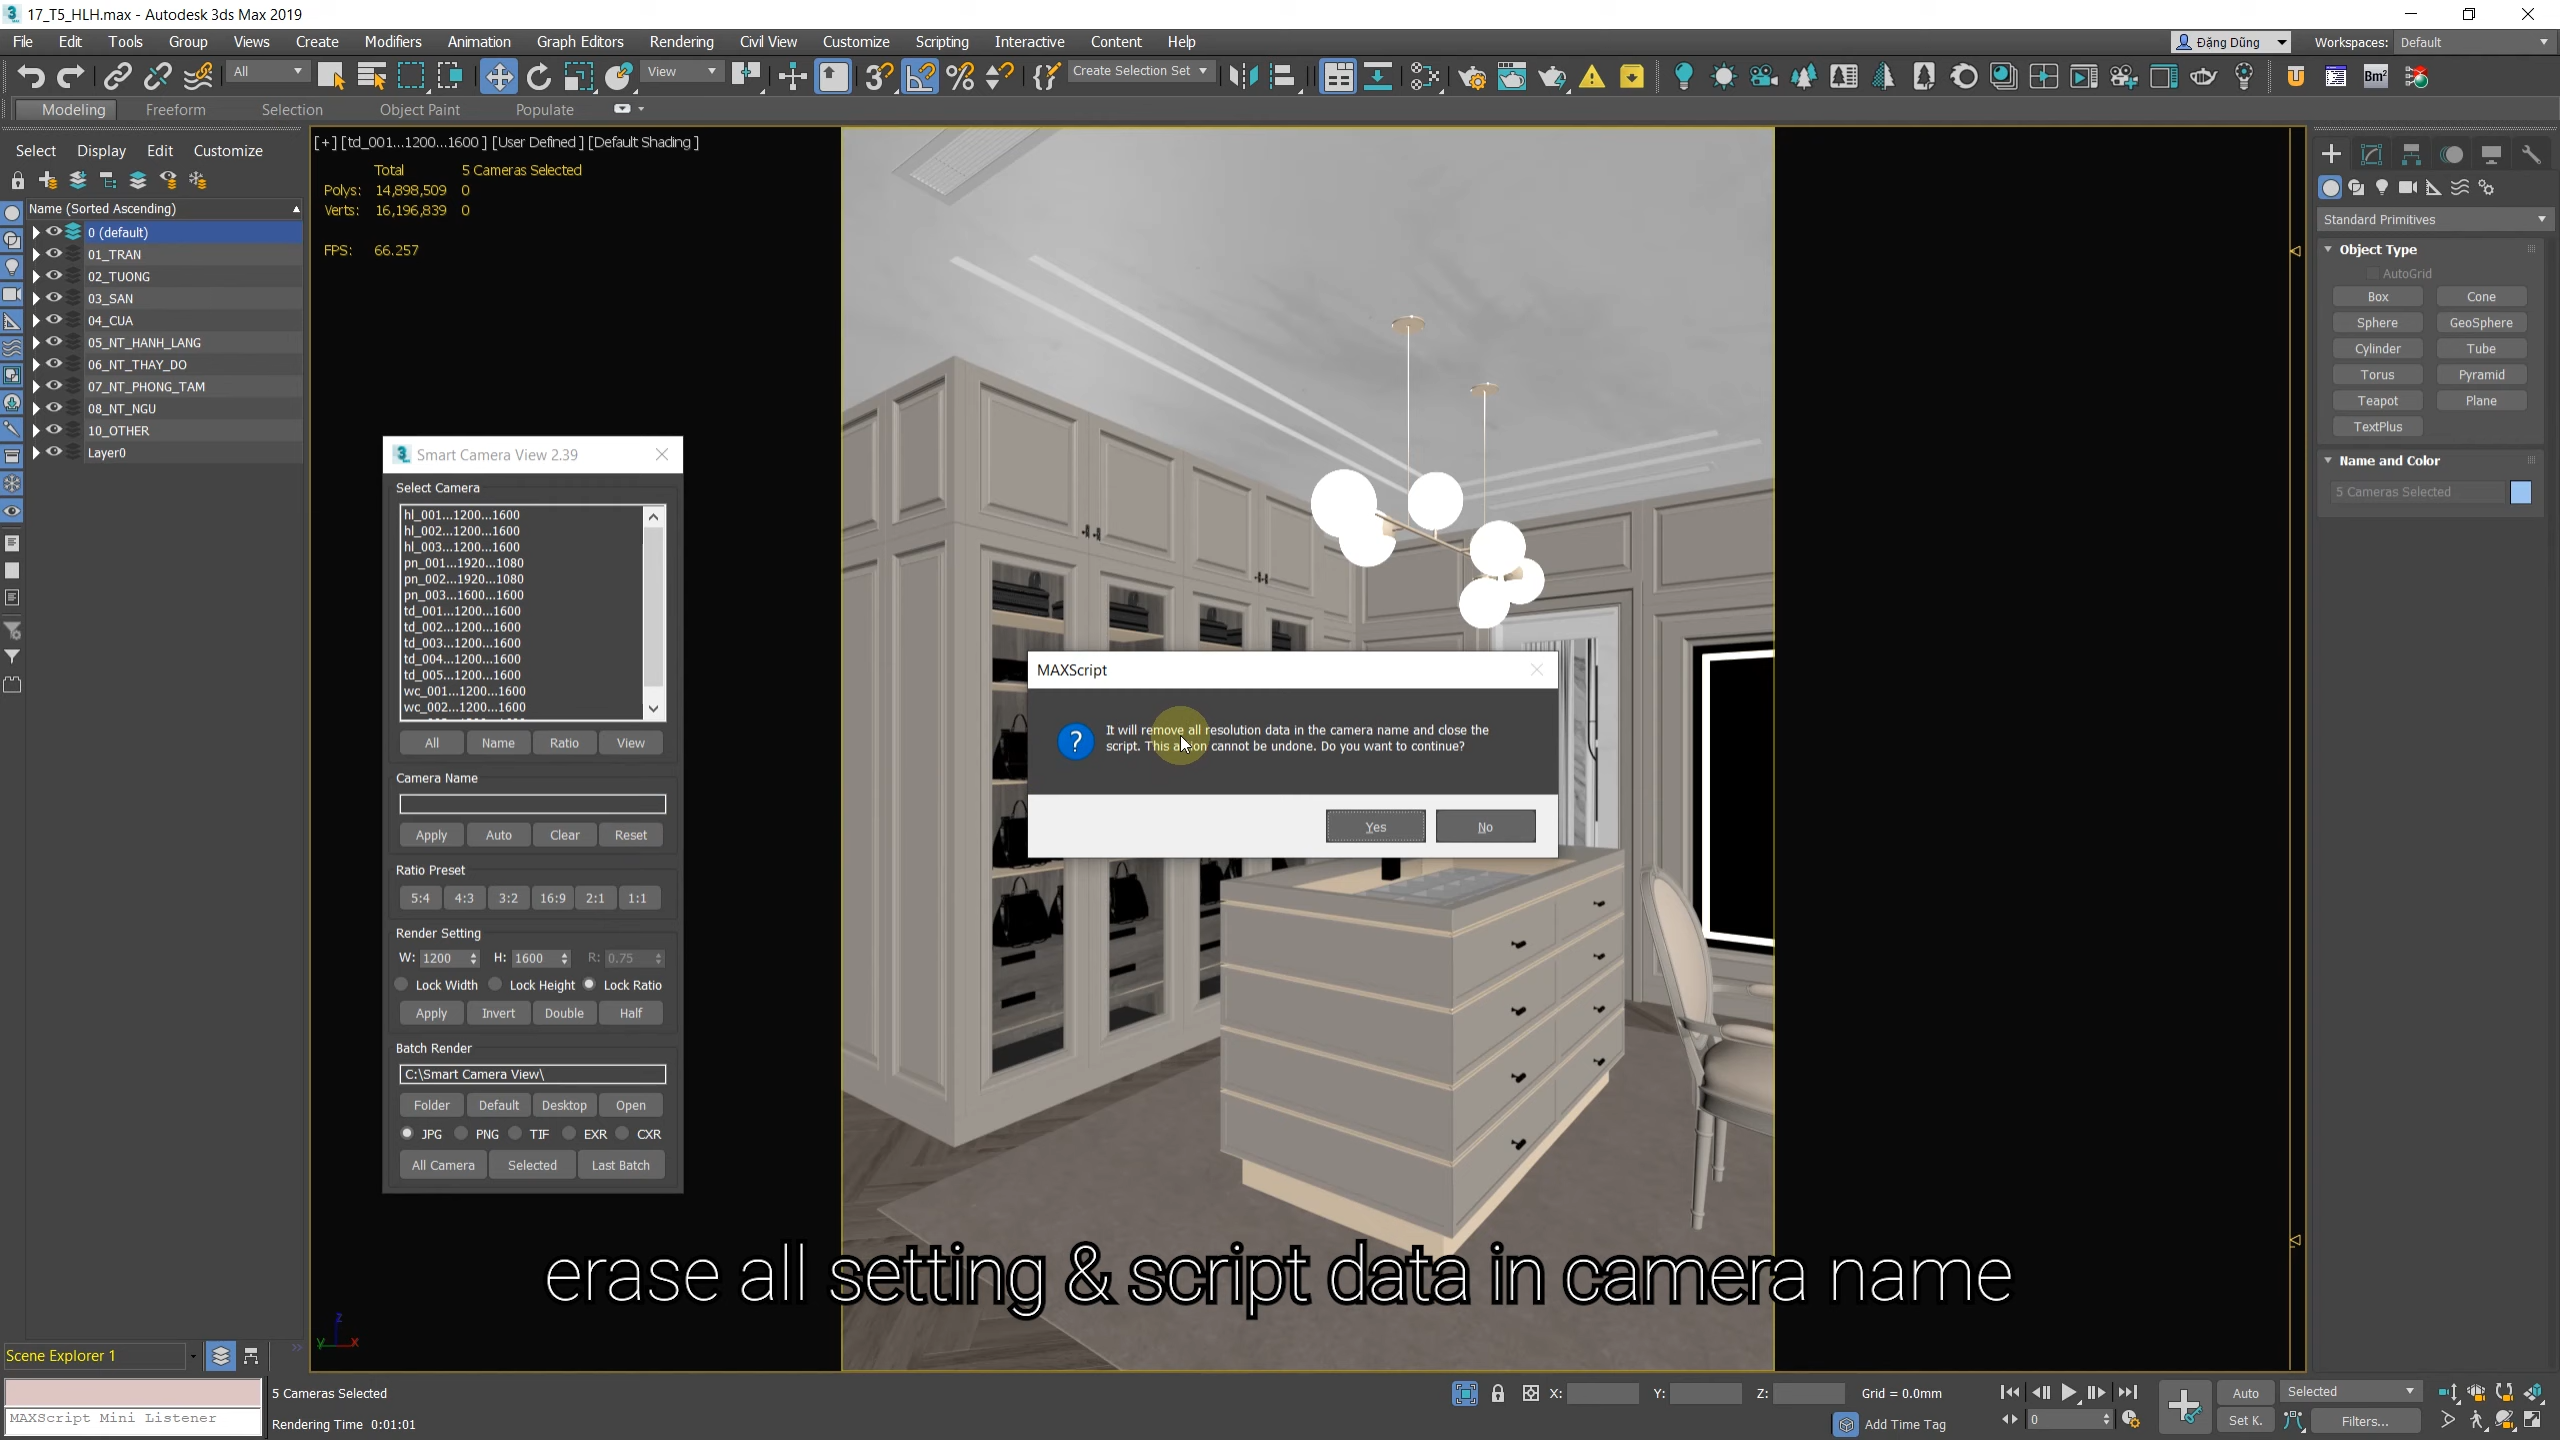 17_T5_HLH.max - Autodesk 3ds Max 2019
File Edit Tools Group Views Create Modifiers Animation Graph Editors Rendering Civil View Customize Scripting Interactive Content Help
Đặng Dũng
Workspaces: Default
All
View
Create Selection Set
Bm²
Modeling Freeform Selection Object Paint Populate
Select Display Edit Customize
Name (Sorted Ascending)
0 (default)
01_TRAN
02_TUONG
03_SAN
04_CUA
05_NT_HANH_LANG
06_NT_THAY_DO
07_NT_PHONG_TAM
08_NT_NGU
10_OTHER
Layer0
[+] [td_001...1200...1600 ] [User Defined ] [Default Shading ]
Total 5 Cameras Selected
Polys: 14,898,509 0
Verts: 16,196,839 0
FPS: 66.257
Smart Camera View 2.39
Select Camera
hl_001...1200...1600
hl_002...1200...1600
hl_003...1200...1600
pn_001...1920...1080
pn_002...1920...1080
pn_003...1600...1600
td_001...1200...1600
td_002...1200...1600
td_003...1200...1600
td_004...1200...1600
td_005...1200...1600
wc_001...1200...1600
wc_002...1200...1600
All Name Ratio View
Camera Name
Apply Auto Clear Reset
Ratio Preset
5:4 4:3 3:2 16:9 2:1 1:1
Render Setting
W: 1200 H: 1600 R: 0.75
Lock Width Lock Height Lock Ratio
Apply Invert Double Half
Batch Render
C:\Smart Camera View\
Folder Default Desktop Open
JPG PNG TIF EXR CXR
All Camera Selected Last Batch
MAXScript
It will remove all resolution data in the camera name and close the
script. This action cannot be undone. Do you want to continue?
Yes No
Standard Primitives
Object Type
AutoGrid
Box Cone
Sphere GeoSphere
Cylinder Tube
Torus Pyramid
Teapot Plane
TextPlus
Name and Color
5 Cameras Selected
erase all setting & script data in camera name
z
y x
Scene Explorer 1
MAXScript Mini Listener
5 Cameras Selected
Rendering Time 0:01:01
X: Y: Z: Grid = 0.0mm
Add Time Tag
0
Auto Selected
Set K. Filters...